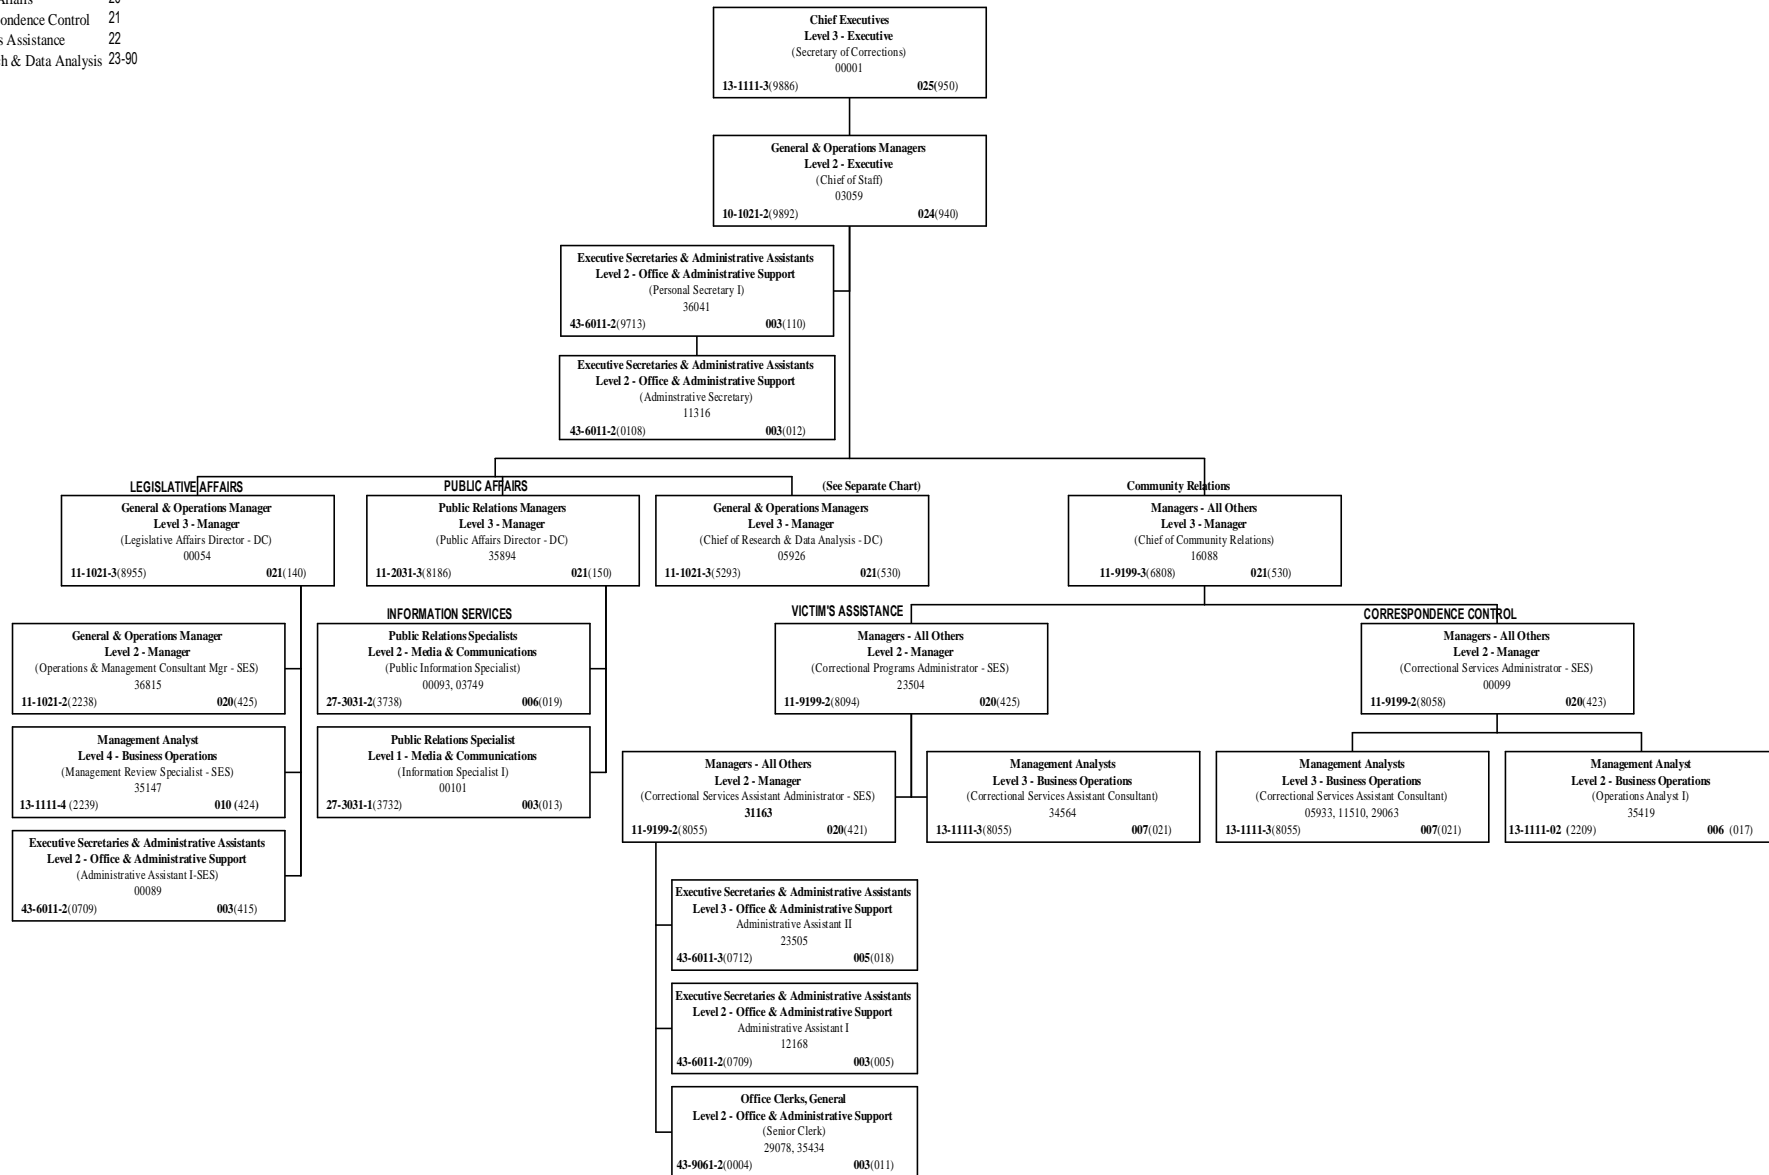 21
s Assistance 22
h & Data Analysis 23-90
Chief Executives
Level 3 - Executive
(Secretary of Corrections)
00001
13-1111-3(9886) 025(950)
General & Operations Managers
Level 2 - Executive
(Chief of Staff)
03059
10-1021-2(9892) 024(940)
Executive Secretaries & Administrative Assistants
Level 2 - Office & Administrative Support
(Personal Secretary I)
36041
43-6011-2(9713) 003(110)
Executive Secretaries & Administrative Assistants
Level 2 - Office & Administrative Support
(Adminstrative Secretary)
11316
43-6011-2(0108) 003(012)
LEGISLATIVE AFFAIRS
General & Operations Manager
Level 3 - Manager
(Legislative Affairs Director - DC)
00054
11-1021-3(8955) 021(140)
PUBLIC AFFAIRS
Public Relations Managers
Level 3 - Manager
(Public Affairs Director - DC)
35894
11-2031-3(8186) 021(150)
(See Separate Chart)
General & Operations Managers
Level 3 - Manager
(Chief of Research & Data Analysis - DC)
05926
11-1021-3(5293) 021(530)
Community Relations
Managers - All Others
Level 3 - Manager
(Chief of Community Relations)
16088
11-9199-3(6808) 021(530)
General & Operations Manager
Level 2 - Manager
(Operations & Management Consultant Mgr - SES)
36815
11-1021-2(2238) 020(425)
Management Analyst
Level 4 - Business Operations
(Management Review Specialist - SES)
35147
13-1111-4 (2239) 010 (424)
Executive Secretaries & Administrative Assistants
Level 2 - Office & Administrative Support
(Administrative Assistant I-SES)
00089
43-6011-2(0709) 003(415)
INFORMATION SERVICES
Public Relations Specialists
Level 2 - Media & Communications
(Public Information Specialist)
00093, 03749
27-3031-2(3738) 006(019)
Public Relations Specialist
Level 1 - Media & Communications
(Information Specialist I)
00101
27-3031-1(3732) 003(013)
VICTIM'S ASSISTANCE
Managers - All Others
Level 2 - Manager
(Correctional Programs Administrator - SES)
23504
11-9199-2(8094) 020(425)
CORRESPONDENCE CONTROL
Managers - All Others
Level 2 - Manager
(Correctional Services Administrator - SES)
00099
11-9199-2(8058) 020(423)
Managers - All Others
Level 2 - Manager
(Correctional Services Assistant Administrator - SES)
31163
11-9199-2(8055) 020(421)
Management Analysts
Level 3 - Business Operations
(Correctional Services Assistant Consultant)
34564
13-1111-3(8055) 007(021)
Management Analysts
Level 3 - Business Operations
(Correctional Services Assistant Consultant)
05933, 11510, 29063
13-1111-3(8055) 007(021)
Management Analyst
Level 2 - Business Operations
(Operations Analyst I)
35419
13-1111-02 (2209) 006 (017)
Executive Secretaries & Administrative Assistants
Level 3 - Office & Administrative Support
Administrative Assistant II
23505
43-6011-3(0712) 005(018)
Executive Secretaries & Administrative Assistants
Level 2 - Office & Administrative Support
Administrative Assistant I
12168
43-6011-2(0709) 003(005)
Office Clerks, General
Level 2 - Office & Administrative Support
(Senior Clerk)
29078, 35434
43-9061-2(0004) 003(011)